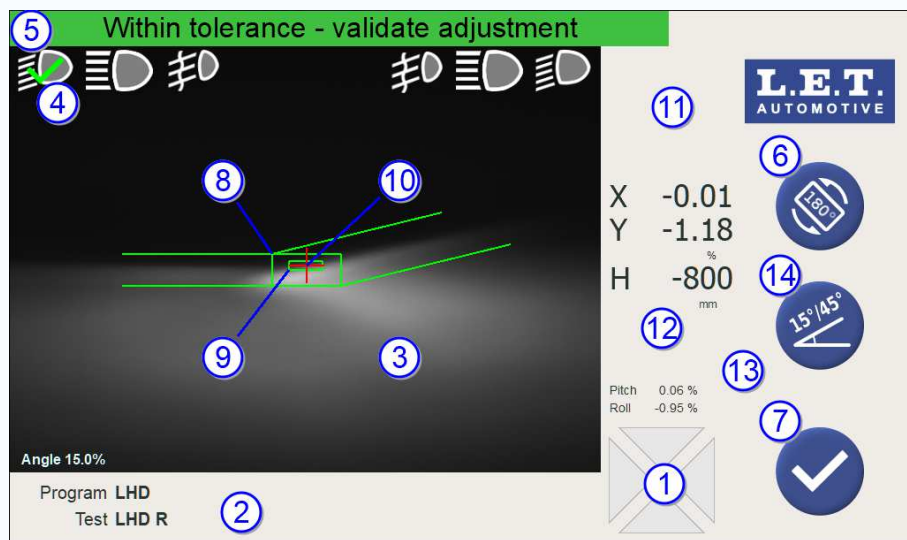 Within tolerance - validate adjustment
5
4
11
L.E.T.
AUTOMOTIVE
6
180°
8
10
X -0.01
Y -1.18
%
H -800
mm
14
15°/45°
9
3
12
13
Pitch 0.06 %
Roll -0.95 %
7
Angle 15.0%
1
Program LHD
Test LHD R
2